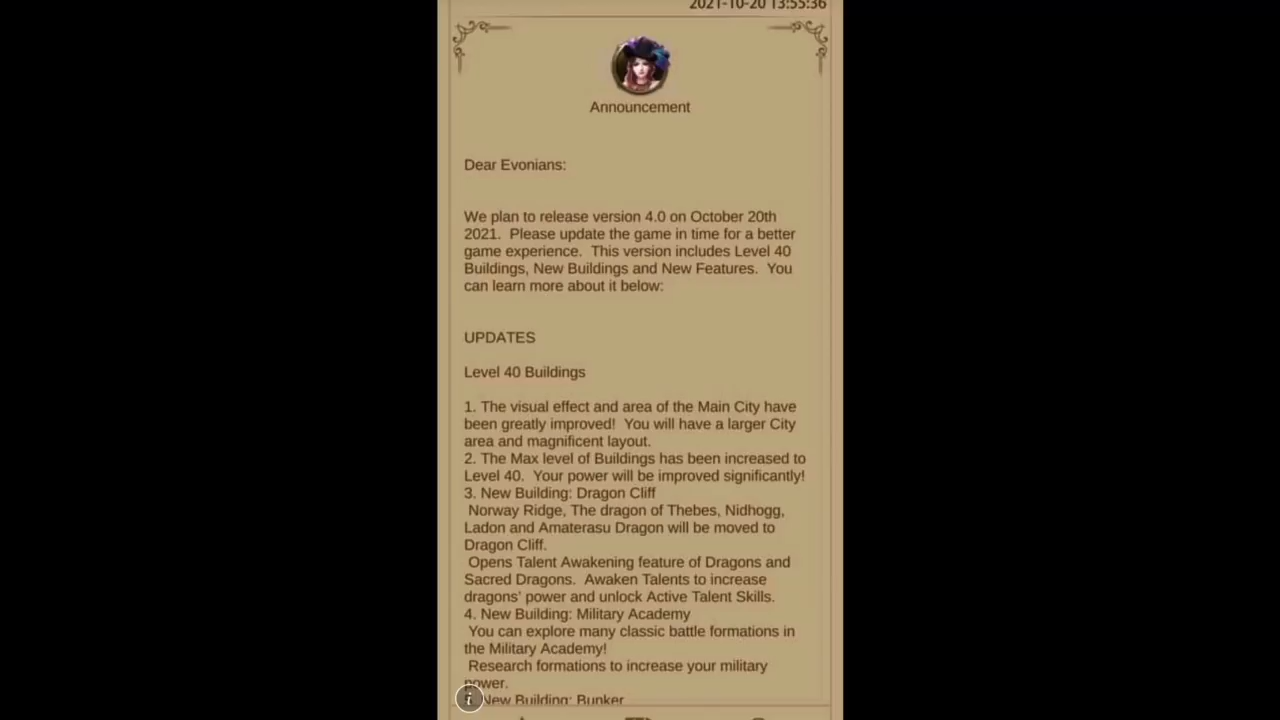 2021-10-20 13:55:36
Announcement
Dear Evonians:
We plan to release version 4.0 on October 20th
2021.  Please update the game in time for a better
game experience.  This version includes Level 40
Buildings, New Buildings and New Features.  You
can learn more about it below:
UPDATES
Level 40 Buildings
1. The visual effect and area of the Main City have
been greatly improved!  You will have a larger City
area and magnificent layout.
2. The Max level of Buildings has been increased to
Level 40.  Your power will be improved significantly!
3. New Building: Dragon Cliff
Norway Ridge, The dragon of Thebes, Nidhogg,
Ladon and Amaterasu Dragon will be moved to
Dragon Cliff.
Opens Talent Awakening feature of Dragons and
Sacred Dragons.  Awaken Talents to increase
dragons' power and unlock Active Talent Skills.
4. New Building: Military Academy
You can explore many classic battle formations in
the Military Academy!
Research formations to increase your military
power.
New Building: Bunker